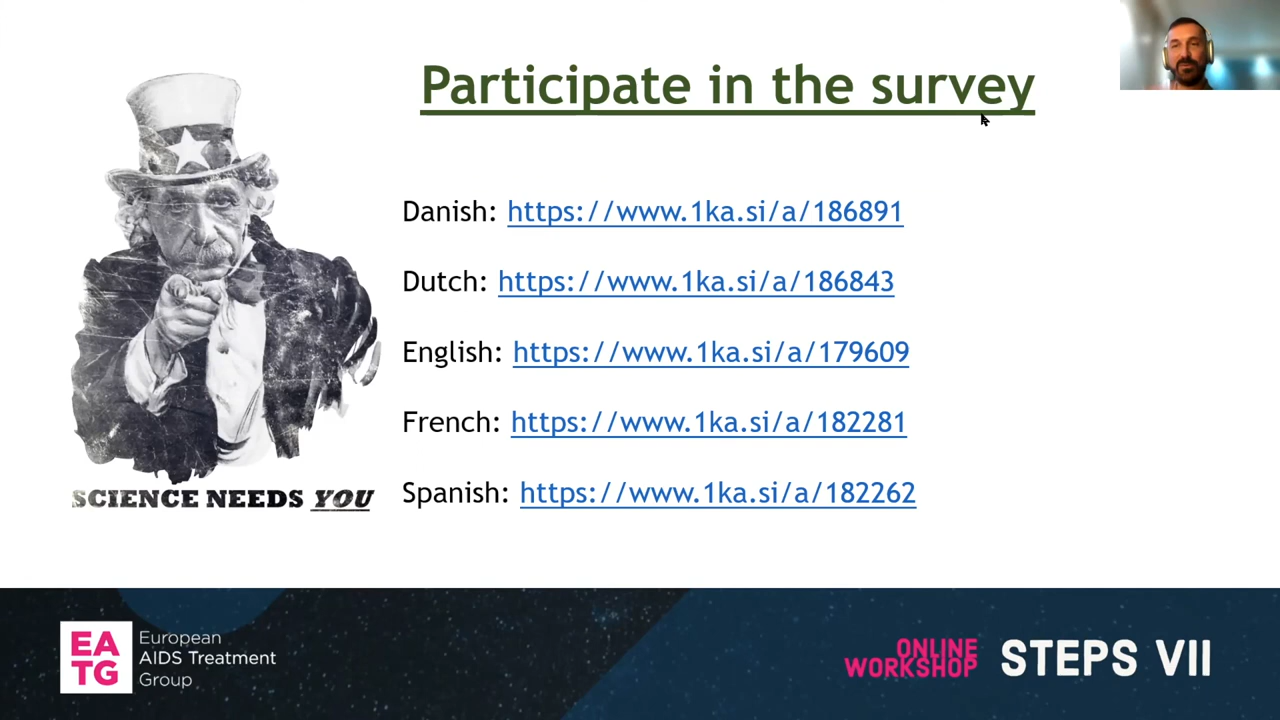 Participate in the survey
Danish: https://www.1ka.si/a/186891
Dutch: https://www.1ka.si/a/186843
English: https://www.1ka.si/a/179609
French: https://www.1ka.si/a/182281
Spanish: https://www.1ka.si/a/182262
SCIENCE NEEDS YOU
EA
TG
European
AIDS Treatment
Group
ONLINE
WORKSHOP
STEPS VII